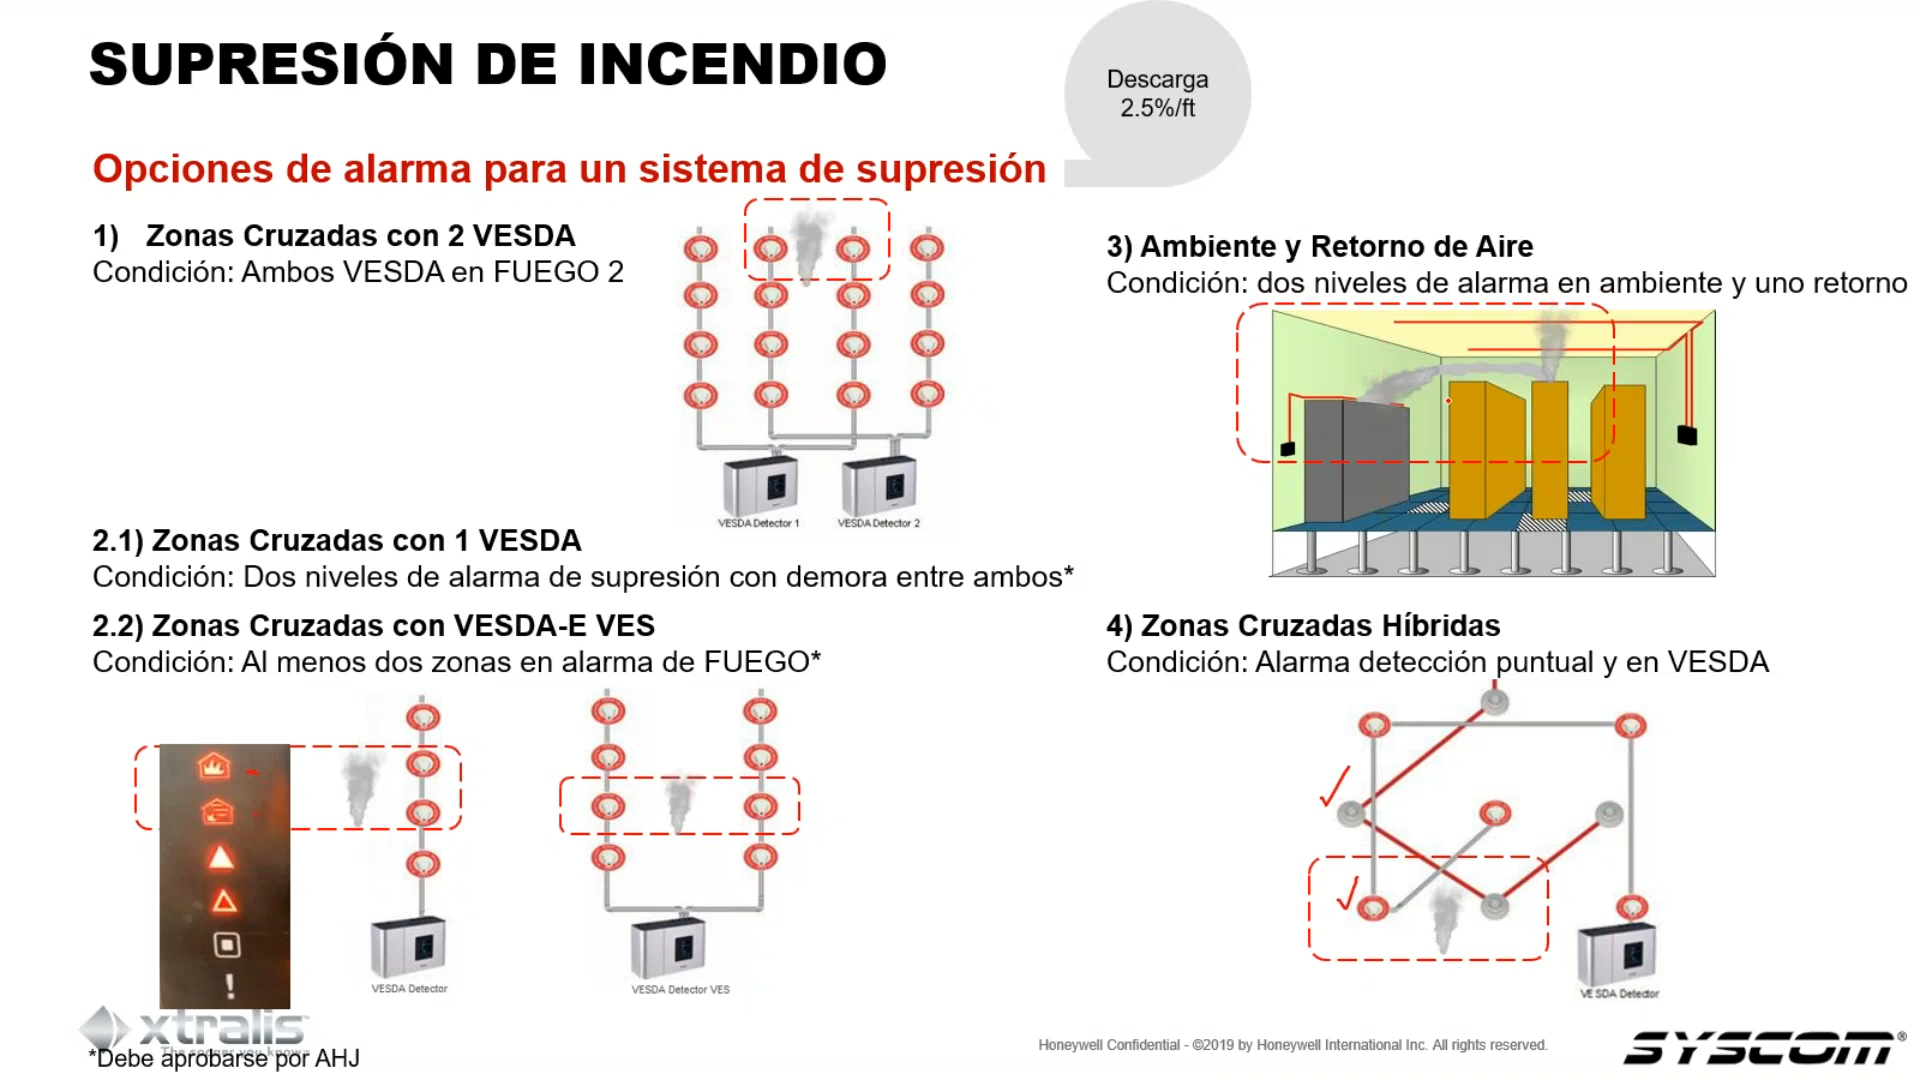 SUPRESIÓN DE INCENDIO
Descarga
2.5%/ft
Opciones de alarma para un sistema de supresión
1) Zonas Cruzadas con 2 VESDA
Condición: Ambos VESDA en FUEGO 2
VESDA Detector 1
VESDA Detector 2
2.1) Zonas Cruzadas con 1 VESDA
Condición: Dos niveles de alarma de supresión con demora entre ambos*
2.2) Zonas Cruzadas con VESDA-E VES
Condición: Al menos dos zonas en alarma de FUEGO*
VESDA Detector
VESDA Detector VES
3) Ambiente y Retorno de Aire
Condición: dos niveles de alarma en ambiente y uno retorno
4) Zonas Cruzadas Híbridas
Condición: Alarma detección puntual y en VESDA
VESDA Detector
xtralis
The sooner you know
*Debe aprobarse por AHJ
Honeywell Confidential - ©2019 by Honeywell International Inc. All rights reserved.
SYSCOM®